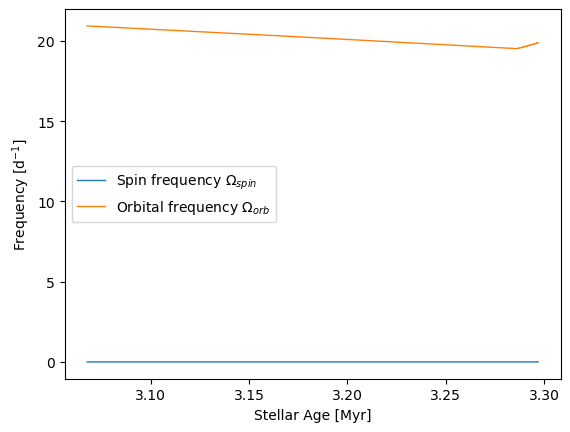 20
15
10
5
0
Frequency [d⁻¹]
Spin frequency Ω_spin
Orbital frequency Ω_orb
3.10 3.15 3.20 3.25 3.30
Stellar Age [Myr]